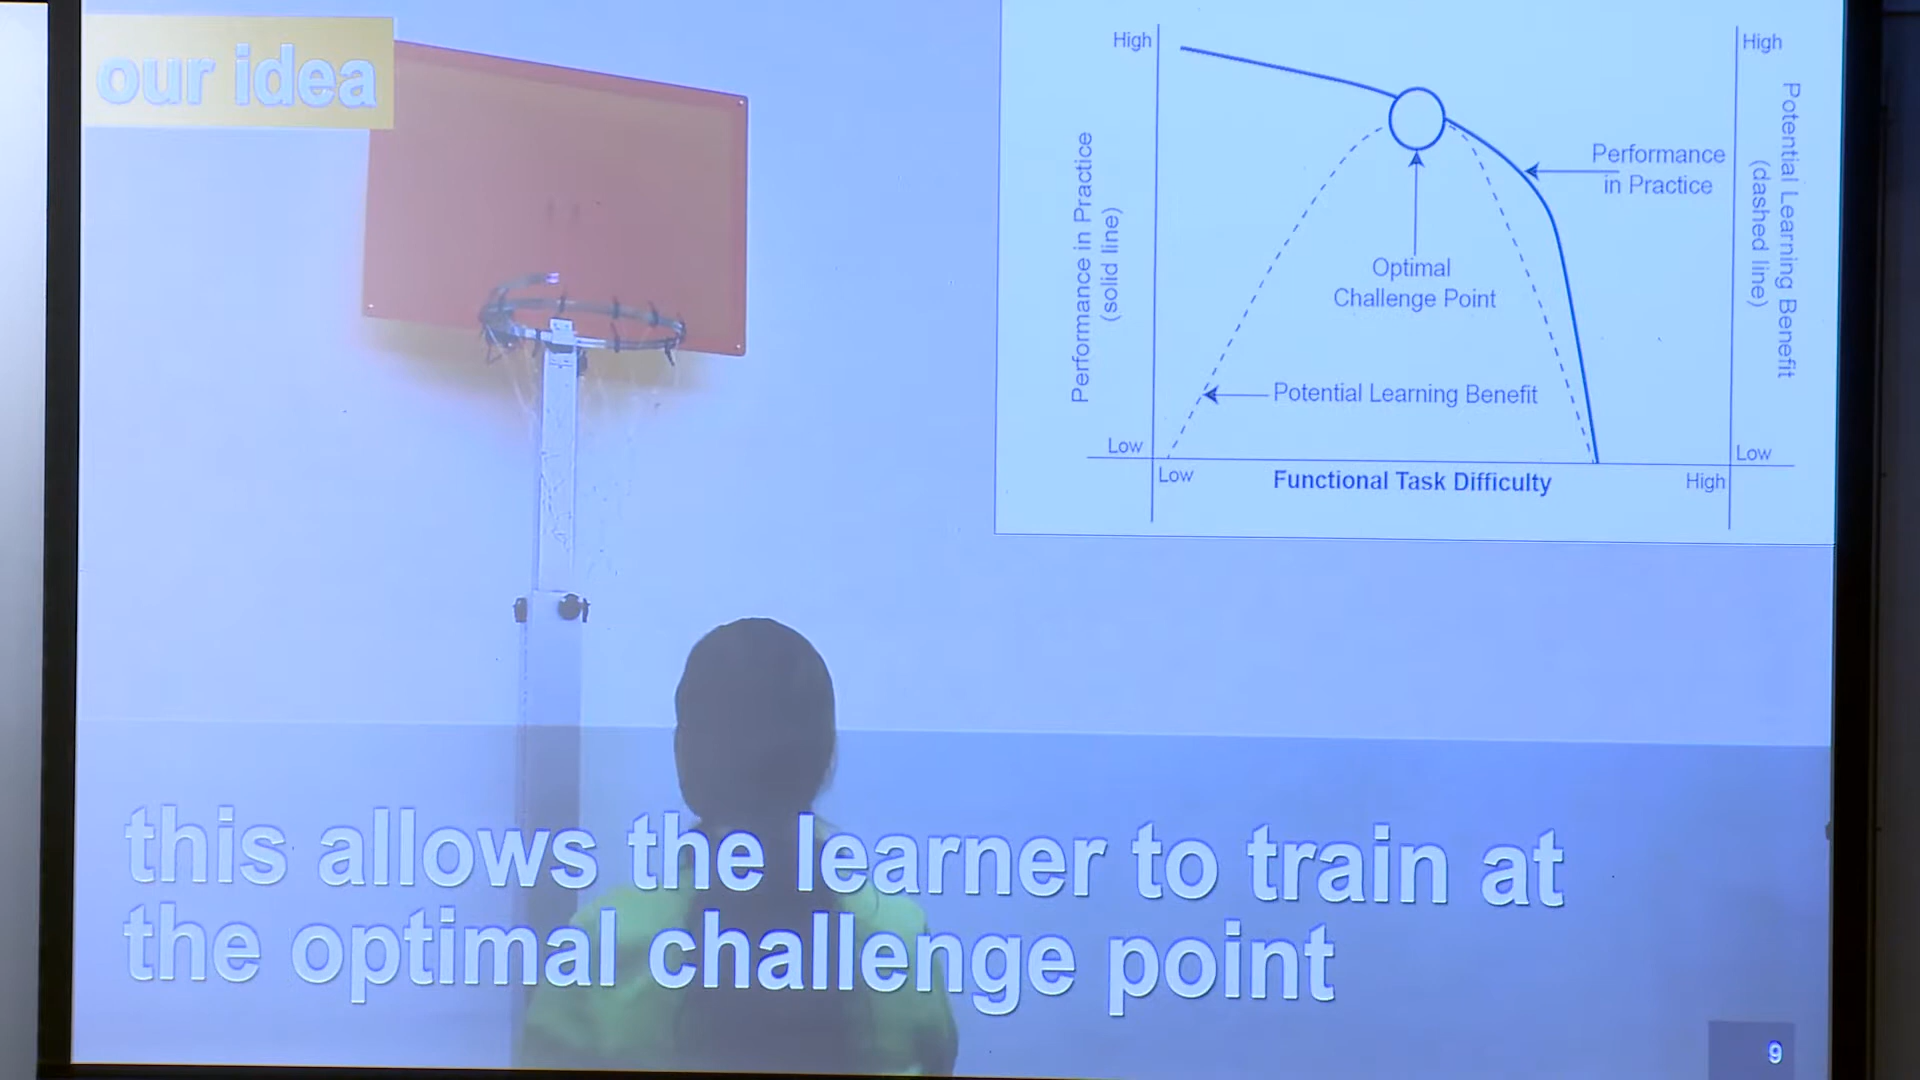 our idea
High
High
Performance in Practice
(solid line)
Potential Learning Benefit
(dashed line)
Performance
in Practice
Optimal
Challenge Point
Potential Learning Benefit
Low
Low
Low
Functional Task Difficulty
High
this allows the learner to train at
the optimal challenge point
9